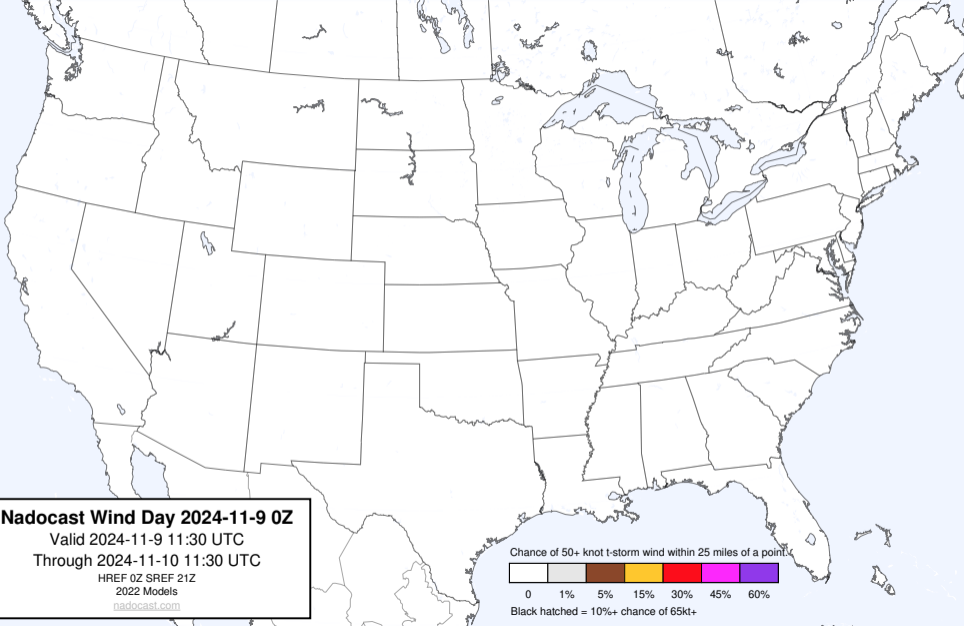 Nadocast Wind Day 2024-11-9 0Z
Valid 2024-11-9 11:30 UTC
Through 2024-11-10 11:30 UTC
HREF 0Z SREF 21Z
2022 Models
nadocast.com
Chance of 50+ knot t-storm wind within 25 miles of a point.
0 1% 5% 15% 30% 45% 60%
Black hatched = 10%+ chance of 65kt+